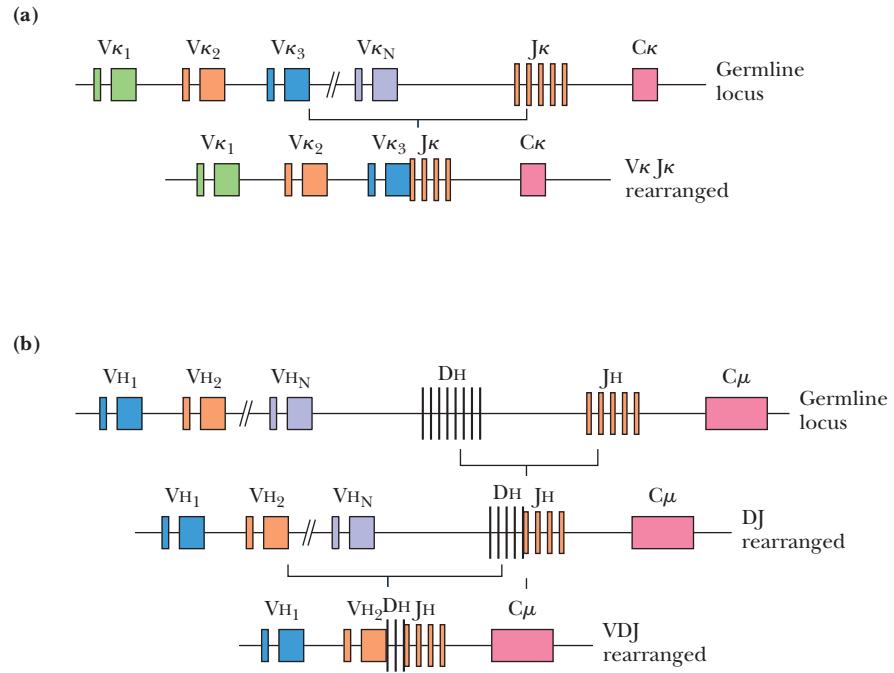 (a)
Vκ1 Vκ2 Vκ3 VκN Jκ Cκ
Germline
locus
Vκ1 Vκ2 Vκ3 Jκ Cκ
Vκ Jκ
rearranged
(b)
VH1 VH2 VHN DH JH Cμ
Germline
locus
VH1 VH2 VHN DH JH Cμ
DJ
rearranged
VH1 VH2 DH JH Cμ
VDJ
rearranged